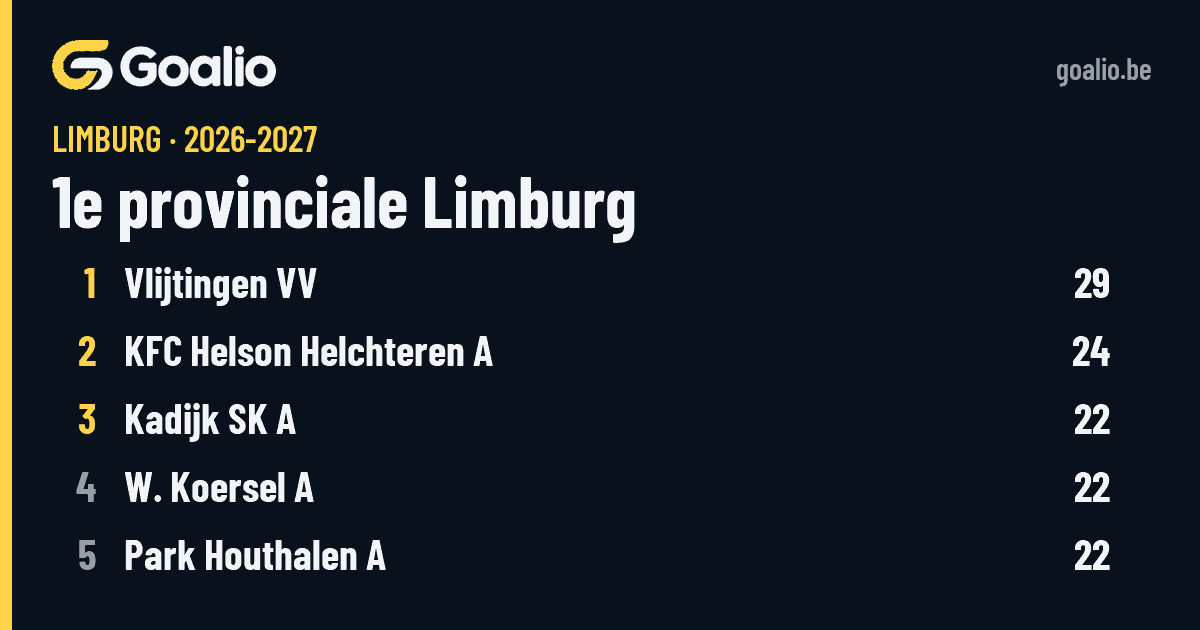 Goalio
goalio.be
LIMBURG · 2026-2027
1e provinciale Limburg
1 Vlijtingen VV 29
2 KFC Helson Helchteren A 24
3 Kadijk SK A 22
4 W. Koersel A 22
5 Park Houthalen A 22